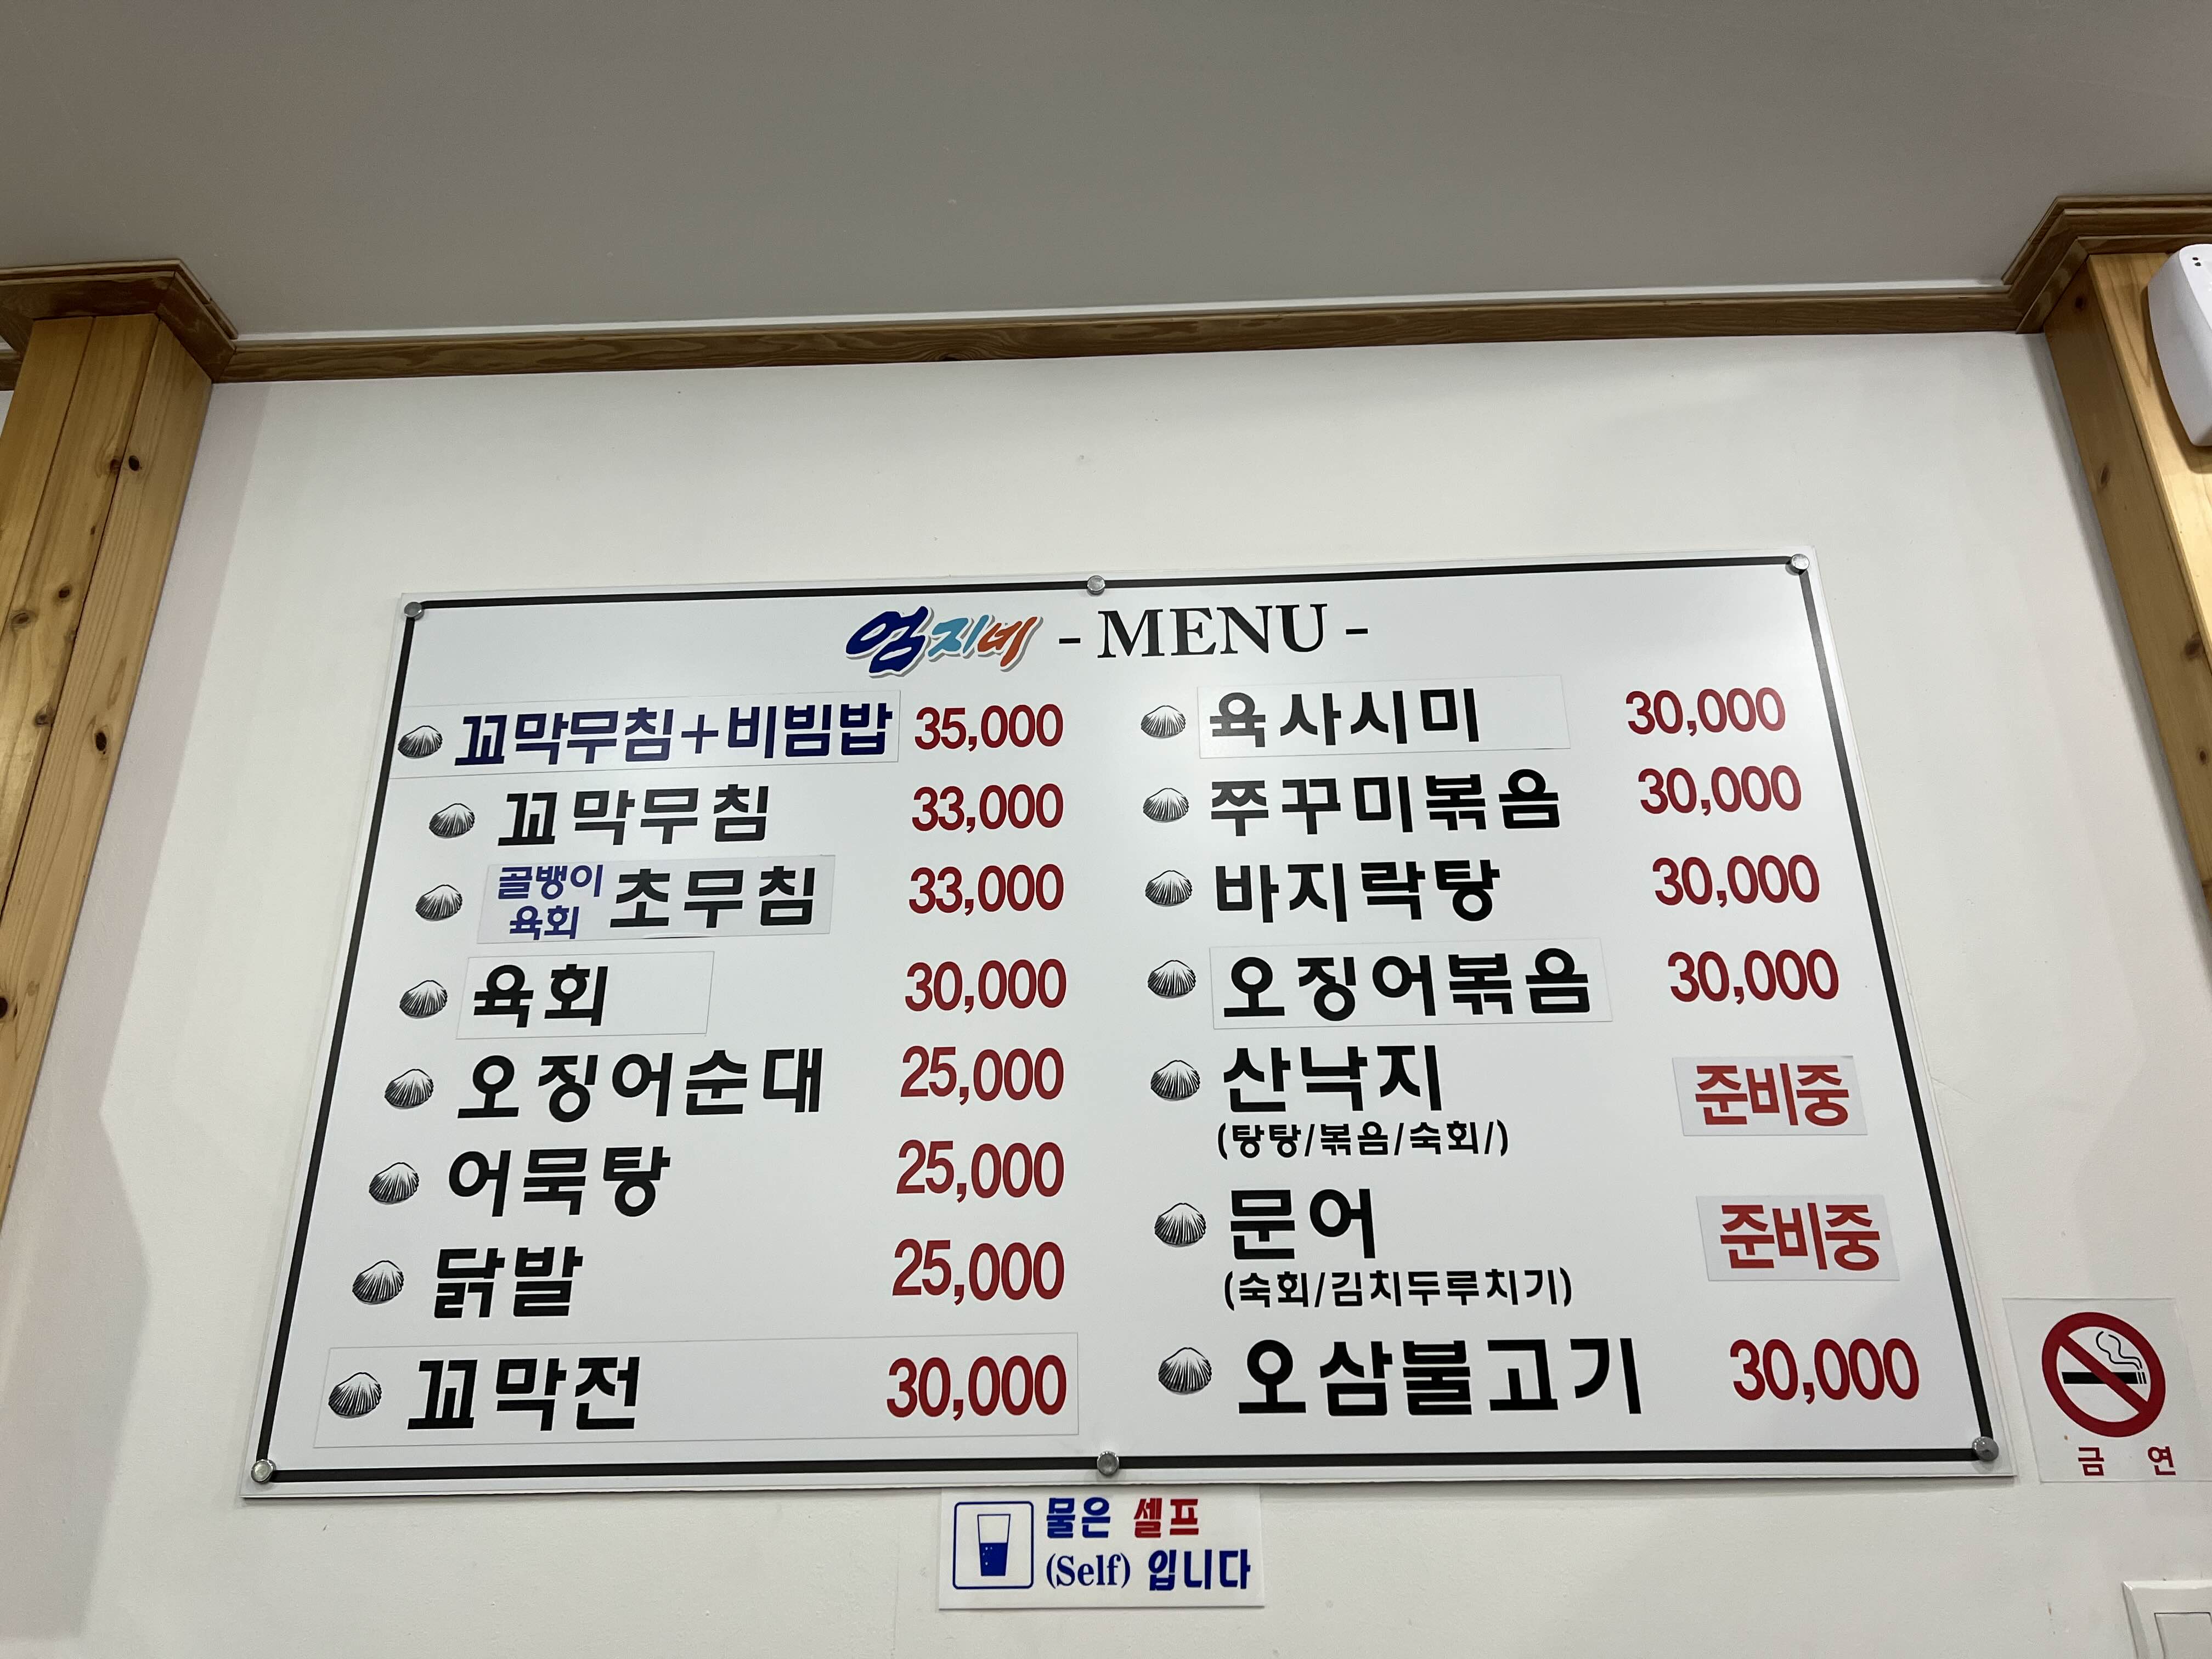 엄지네 - MENU -
꼬막무침+비빔밥 35,000
꼬막무침 33,000
골뱅이 육회 초무침 33,000
육회 30,000
오징어순대 25,000
어묵탕 25,000
닭발 25,000
꼬막전 30,000
육사시미 30,000
쭈꾸미볶음 30,000
바지락탕 30,000
오징어볶음 30,000
산낙지 준비중
(탕탕/볶음/숙회/)
문어 준비중
(숙회/김치두루치기)
오삼불고기 30,000
물은 셀프
(Self) 입니다
금 연